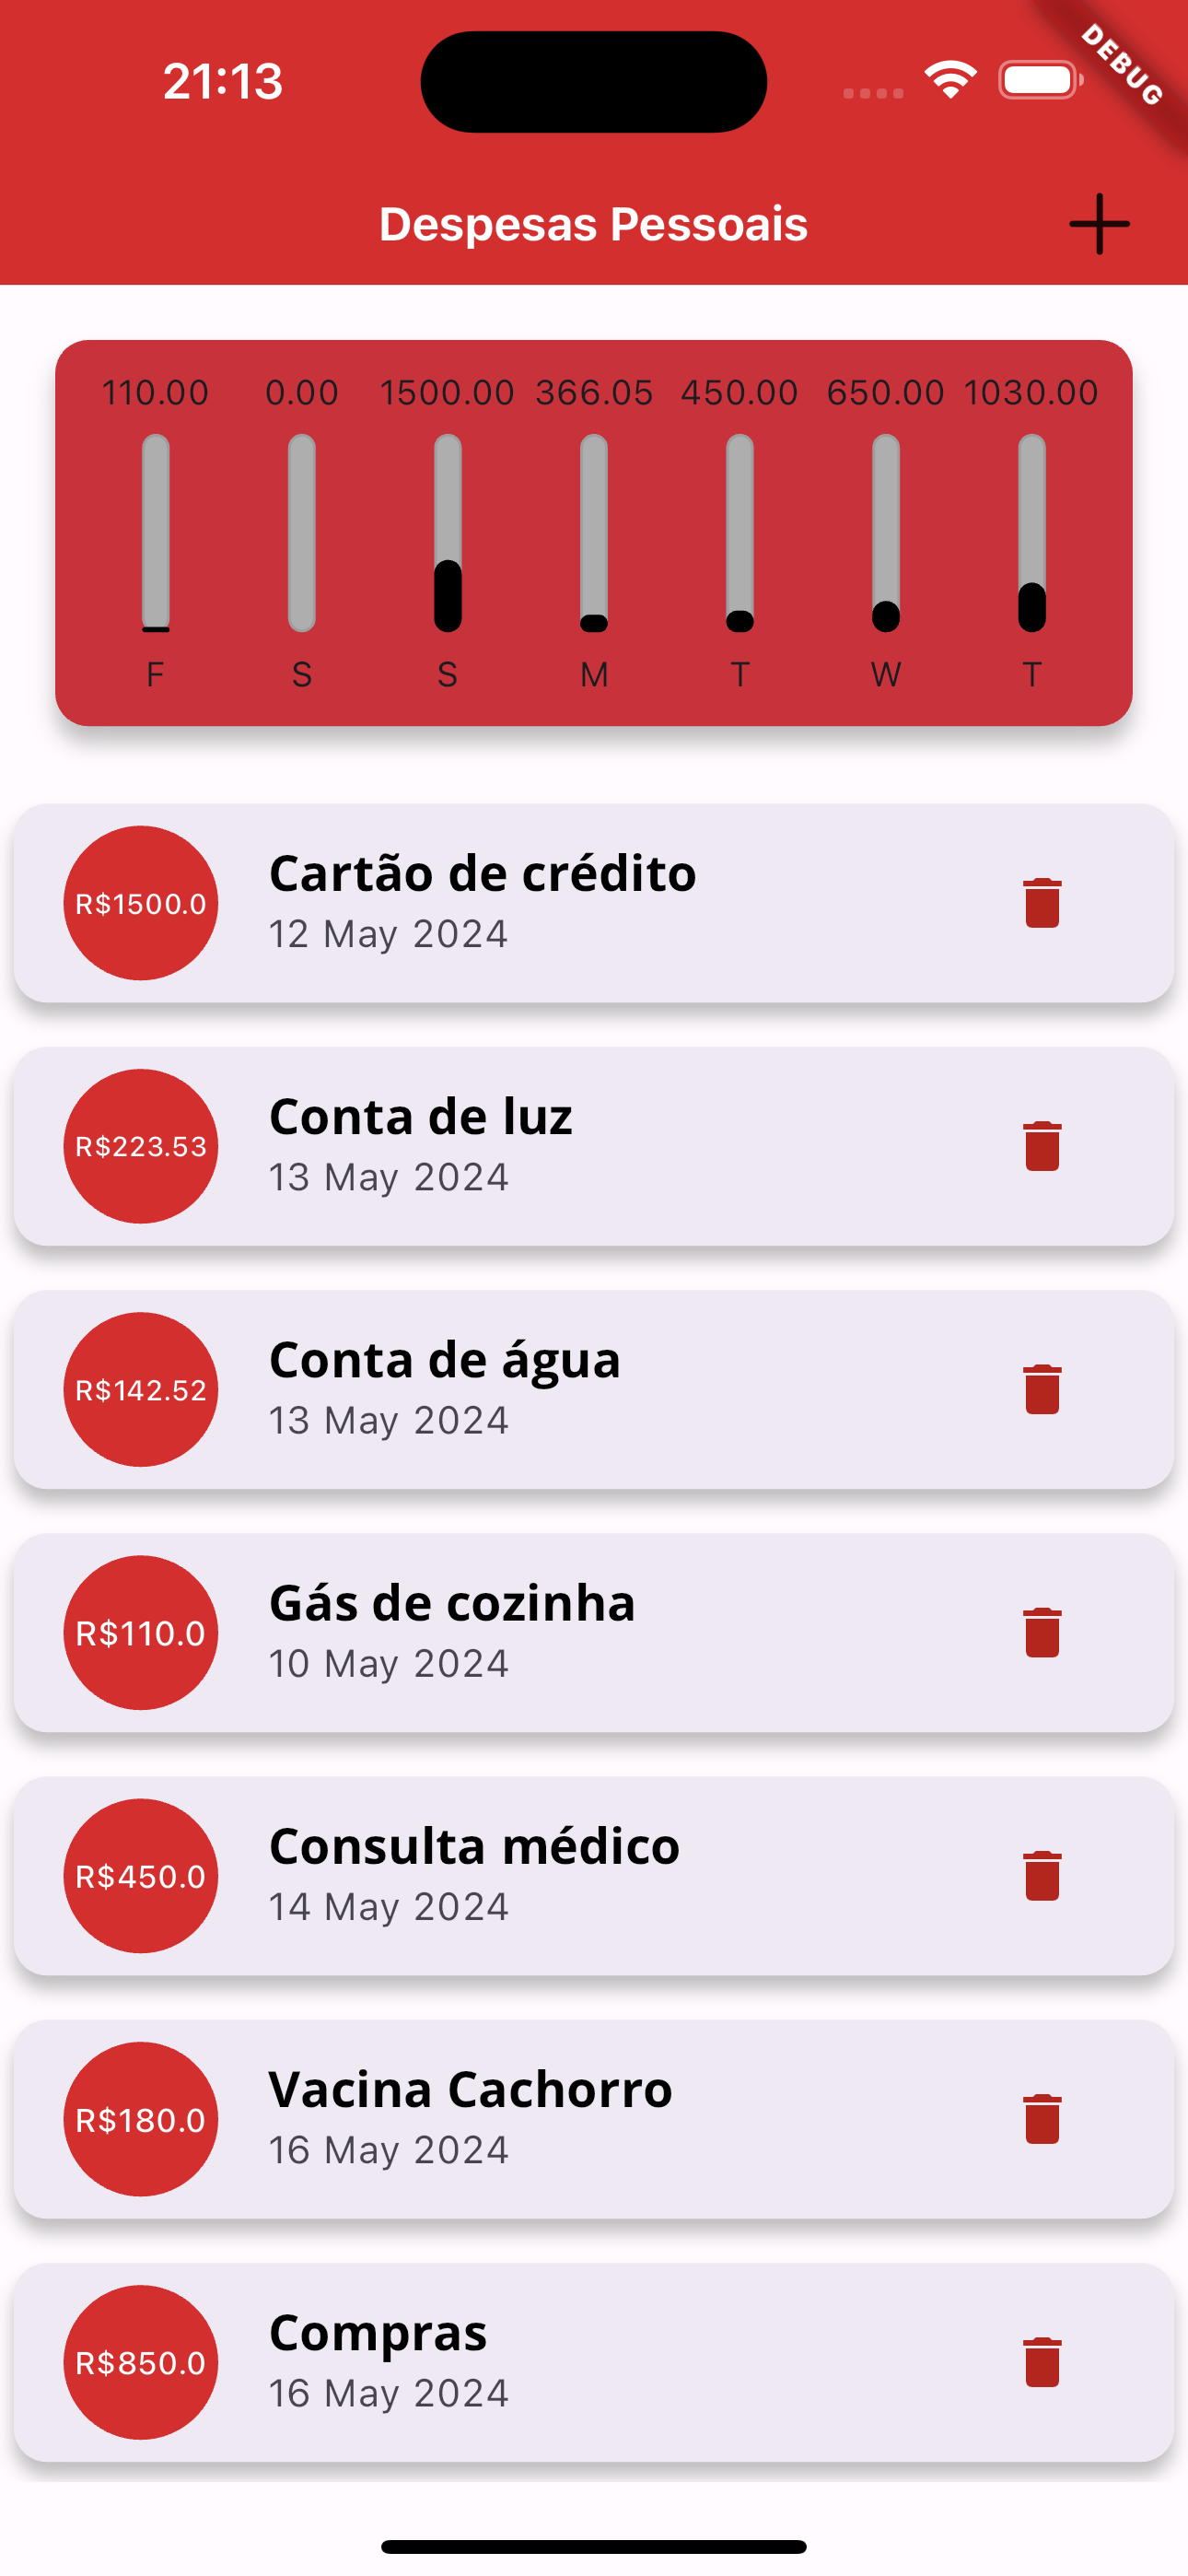 21:13
DEBUG
Despesas Pessoais
110.00 0.00 1500.00 366.05 450.00 650.00 1030.00
F S S M T W T
R$1500.0
Cartão de crédito
12 May 2024
R$223.53
Conta de luz
13 May 2024
R$142.52
Conta de água
13 May 2024
R$110.0
Gás de cozinha
10 May 2024
R$450.0
Consulta médico
14 May 2024
R$180.0
Vacina Cachorro
16 May 2024
R$850.0
Compras
16 May 2024